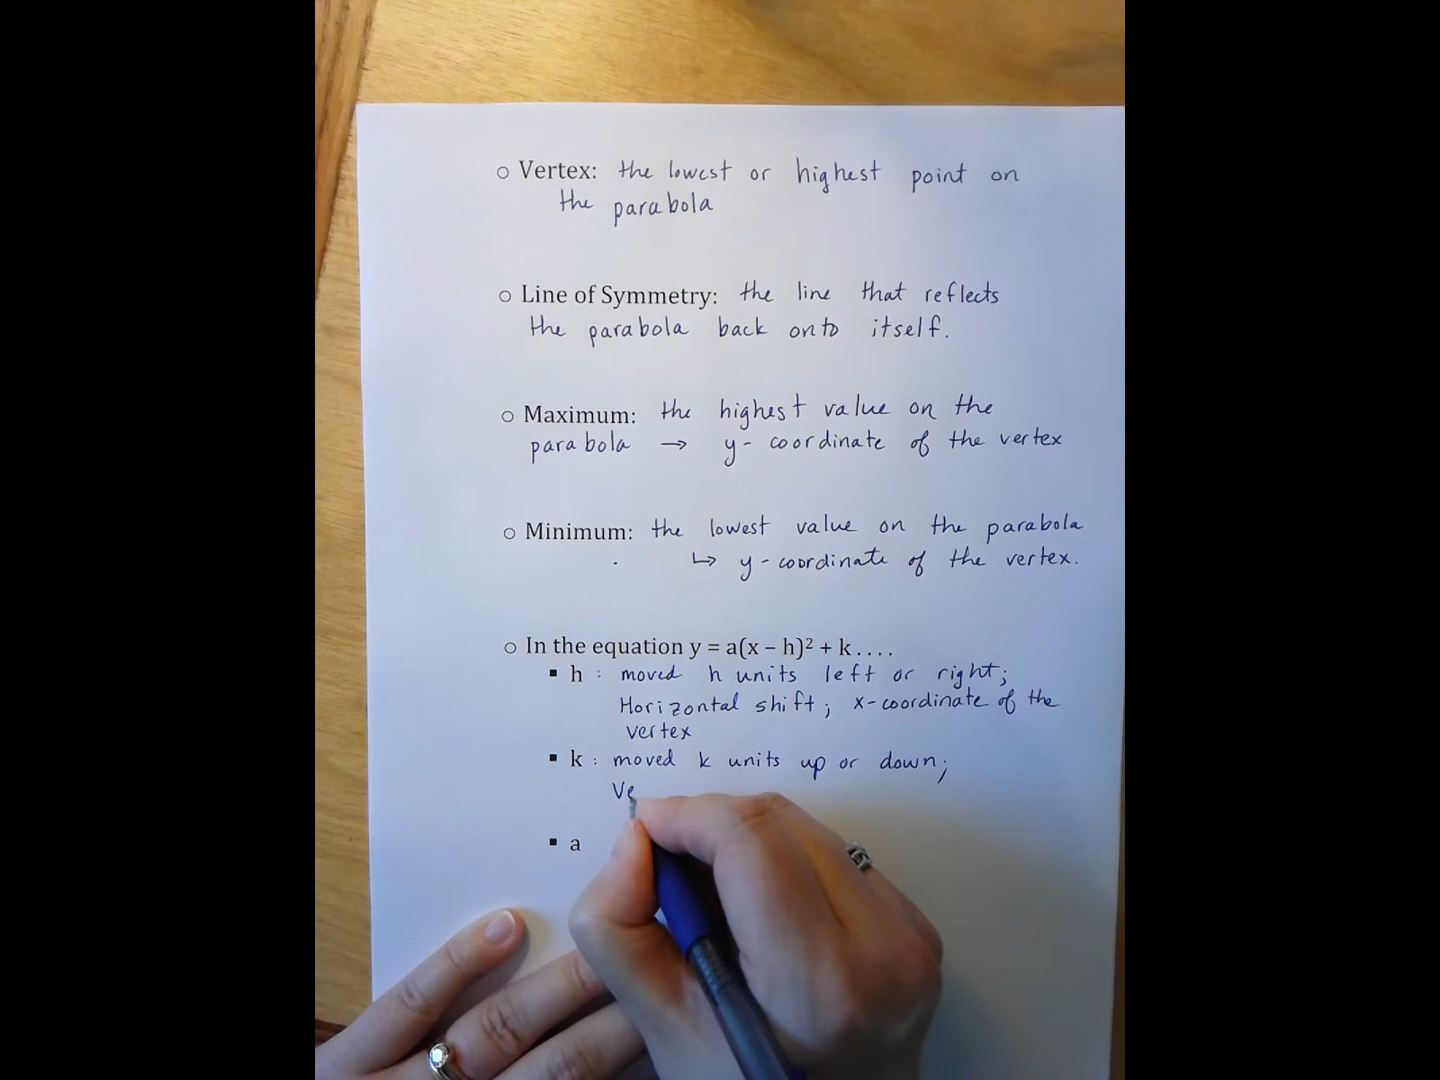 ○ Vertex: the lowest or highest point on
the parabola
○ Line of Symmetry: the line that reflects
the parabola back onto itself.
○ Maximum: the highest value on the
parabola → y-coordinate of the vertex
○ Minimum: the lowest value on the parabola
↳ y-coordinate of the vertex.
○ In the equation y = a(x – h)² + k . . . .
▪ h : moved h units left or right;
Horizontal shift; x-coordinate of the
vertex
▪ k : moved k units up or down;
Ve
▪ a